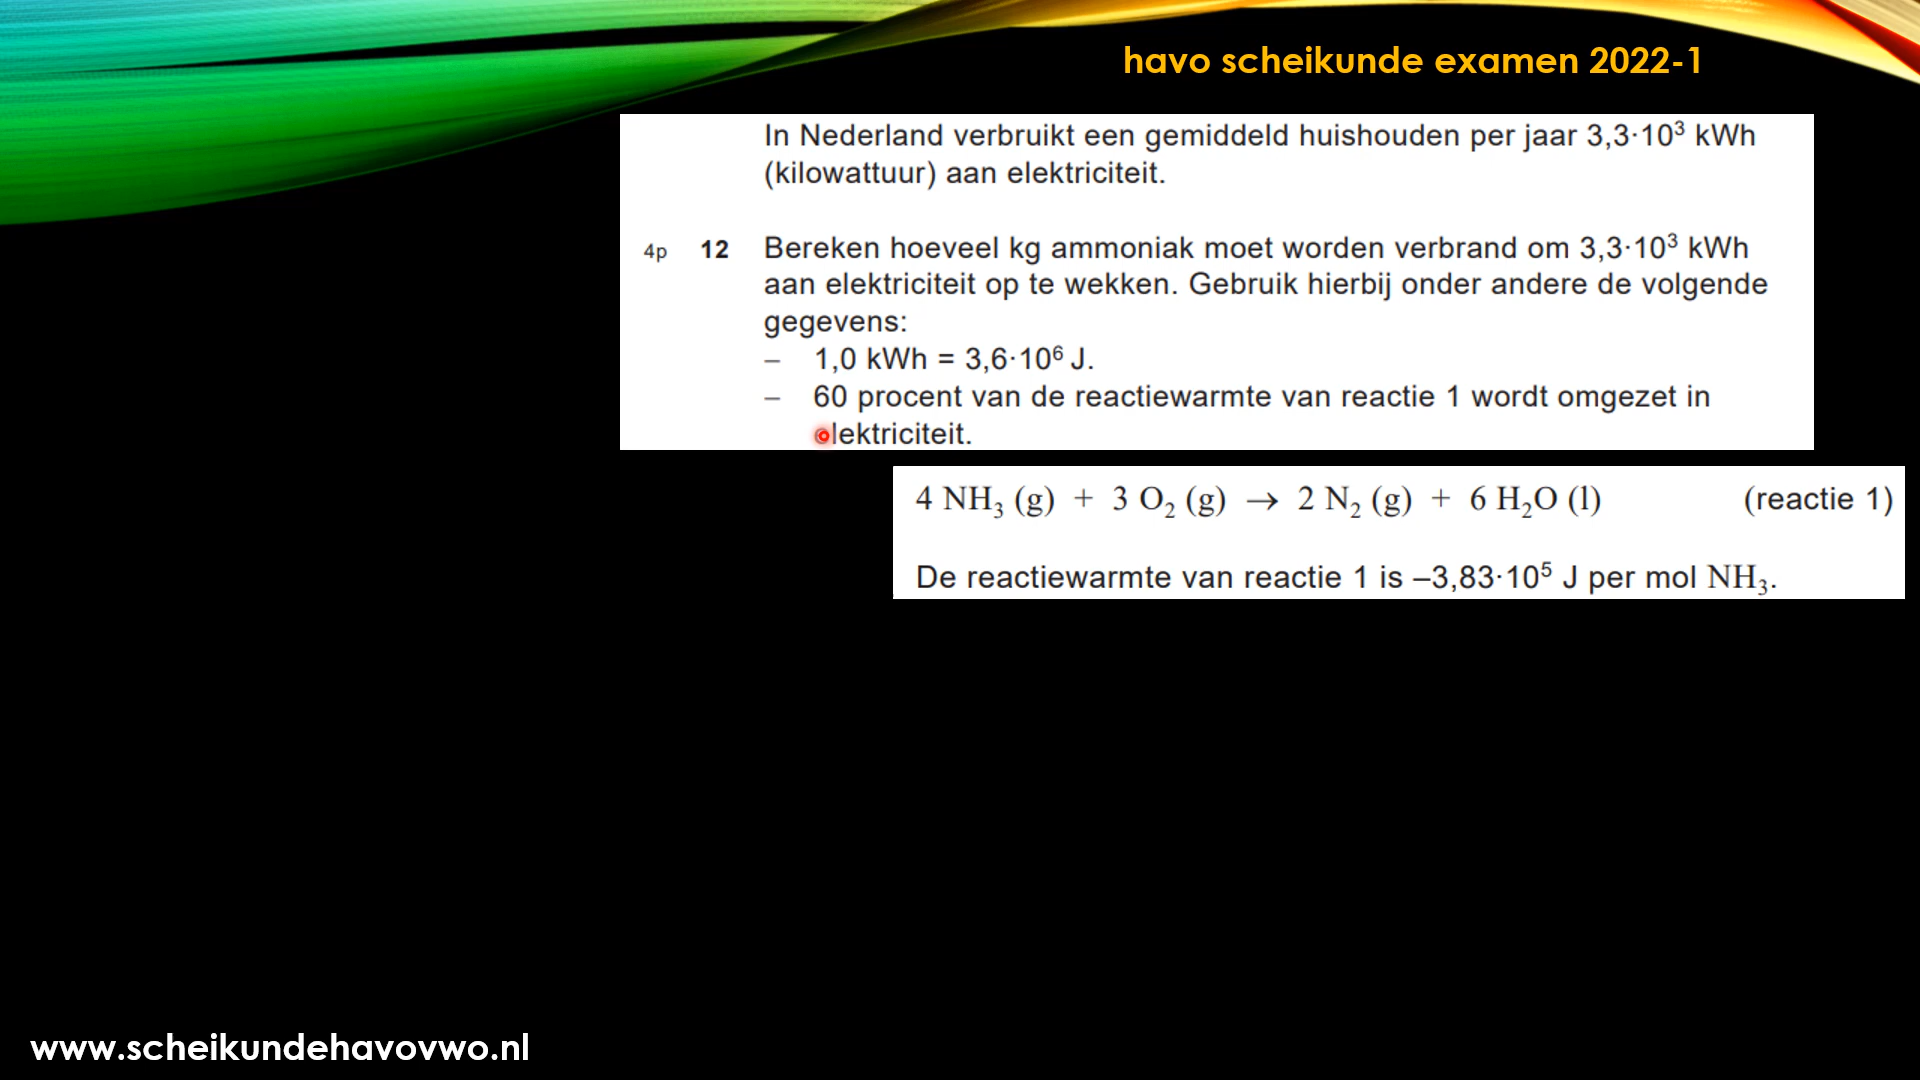 havo scheikunde examen 2022-1
In Nederland verbruikt een gemiddeld huishouden per jaar 3,3·10³ kWh
(kilowattuur) aan elektriciteit.
4p 12 Bereken hoeveel kg ammoniak moet worden verbrand om 3,3·10³ kWh
aan elektriciteit op te wekken. Gebruik hierbij onder andere de volgende
gegevens:
– 1,0 kWh = 3,6·10⁶ J.
– 60 procent van de reactiewarmte van reactie 1 wordt omgezet in
elektriciteit.
4 NH₃ (g) + 3 O₂ (g) → 2 N₂ (g) + 6 H₂O (l) (reactie 1)
De reactiewarmte van reactie 1 is –3,83·10⁵ J per mol NH₃.
www.scheikundehavovwo.nl